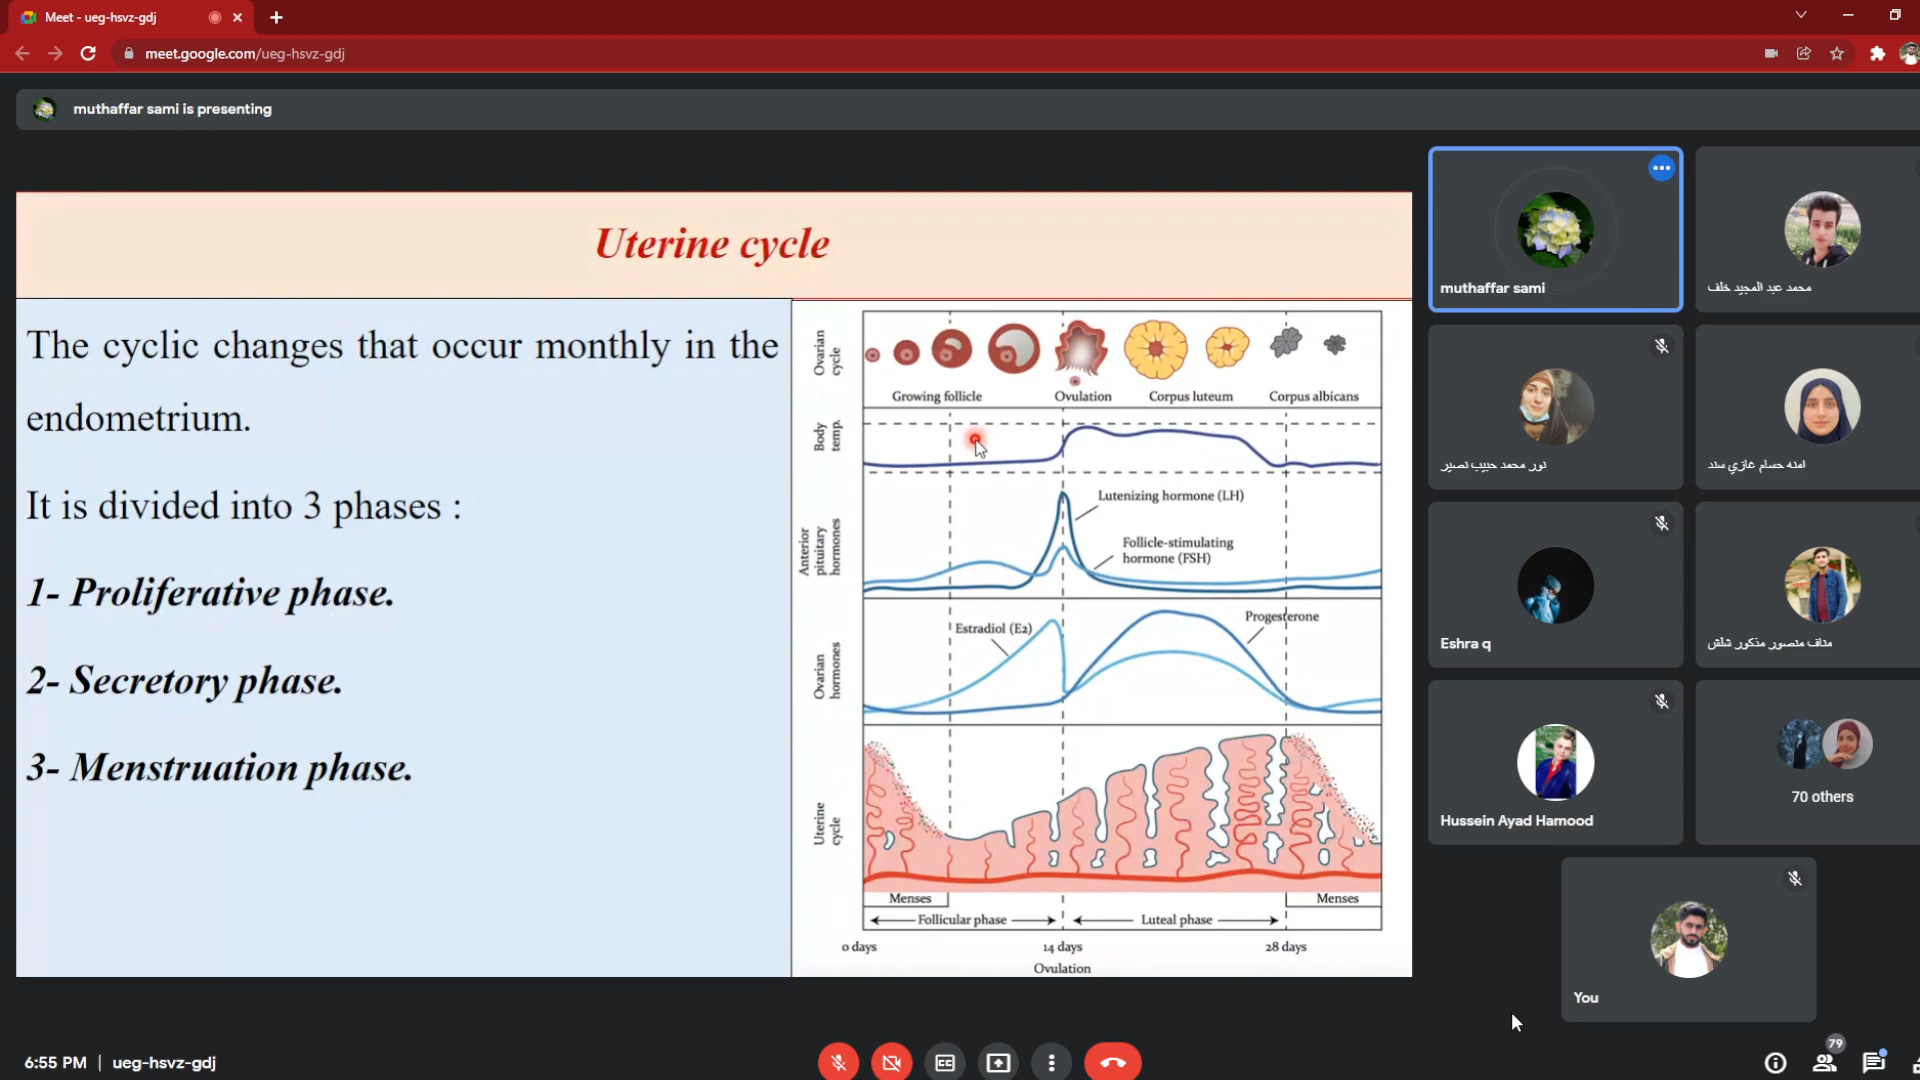 Meet - ueg-hsvz-gdj
meet.google.com/ueg-hsvz-gdj
muthaffar sami is presenting
Uterine cycle
The cyclic changes that occur monthly in the
endometrium.
It is divided into 3 phases :
1- Proliferative phase.
2- Secretory phase.
3- Menstruation phase.
Ovarian
cycle
Growing follicle
Ovulation
Corpus luteum
Corpus albicans
Body
temp.
Anterior
pituitary
hormones
Lutenizing hormone (LH)
Follicle-stimulating
hormone (FSH)
Ovarian
hormones
Estradiol (E2)
Progesterone
Uterine
cycle
Menses
Menses
Follicular phase
Luteal phase
0 days
14 days
28 days
Ovulation
muthaffar sami
محمد عبد المجيد خلف
نور محمد حبيب نصير
امنه حسام غازي سند
Eshra q
مناف منصور مذكور شلش
Hussein Ayad Hamood
70 others
You
6:55 PM | ueg-hsvz-gdj
79